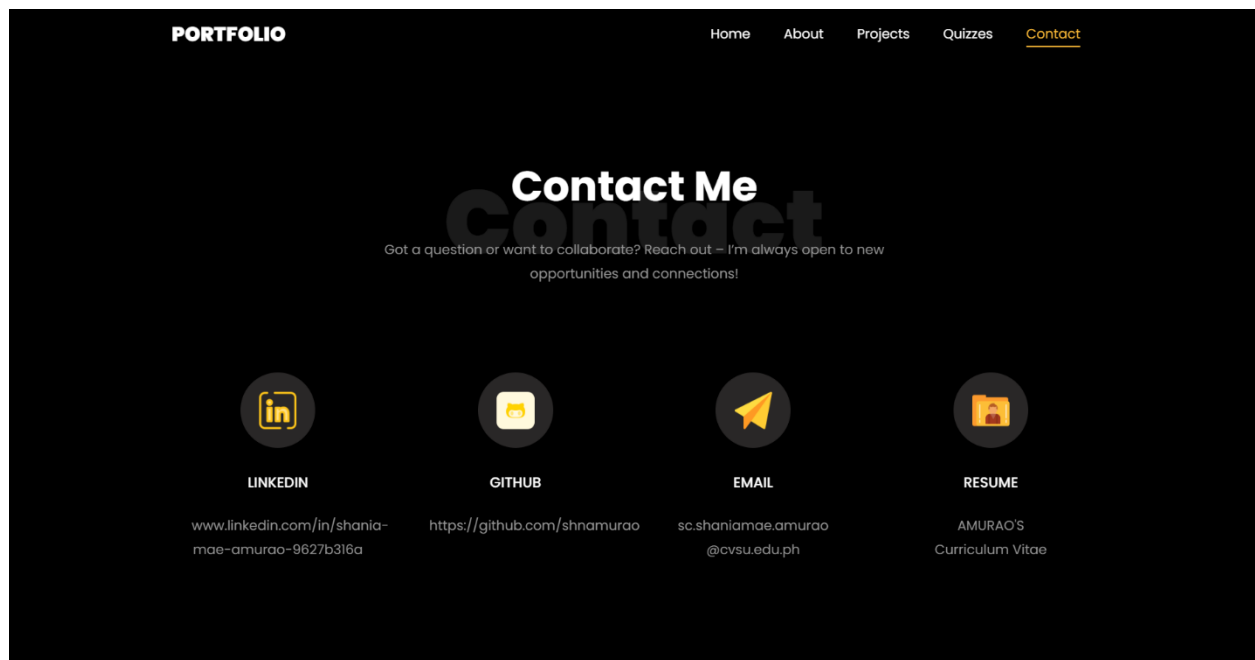 PORTFOLIO
Home About Projects Quizzes Contact
Contact Me
Contact
Got a question or want to collaborate? Reach out – I'm always open to new
opportunities and connections!
in
LINKEDIN
www.linkedin.com/in/shania-
mae-amurao-9627b316a
GITHUB
https://github.com/shnamurao
EMAIL
sc.shaniamae.amurao
@cvsu.edu.ph
RESUME
AMURAO'S
Curriculum Vitae